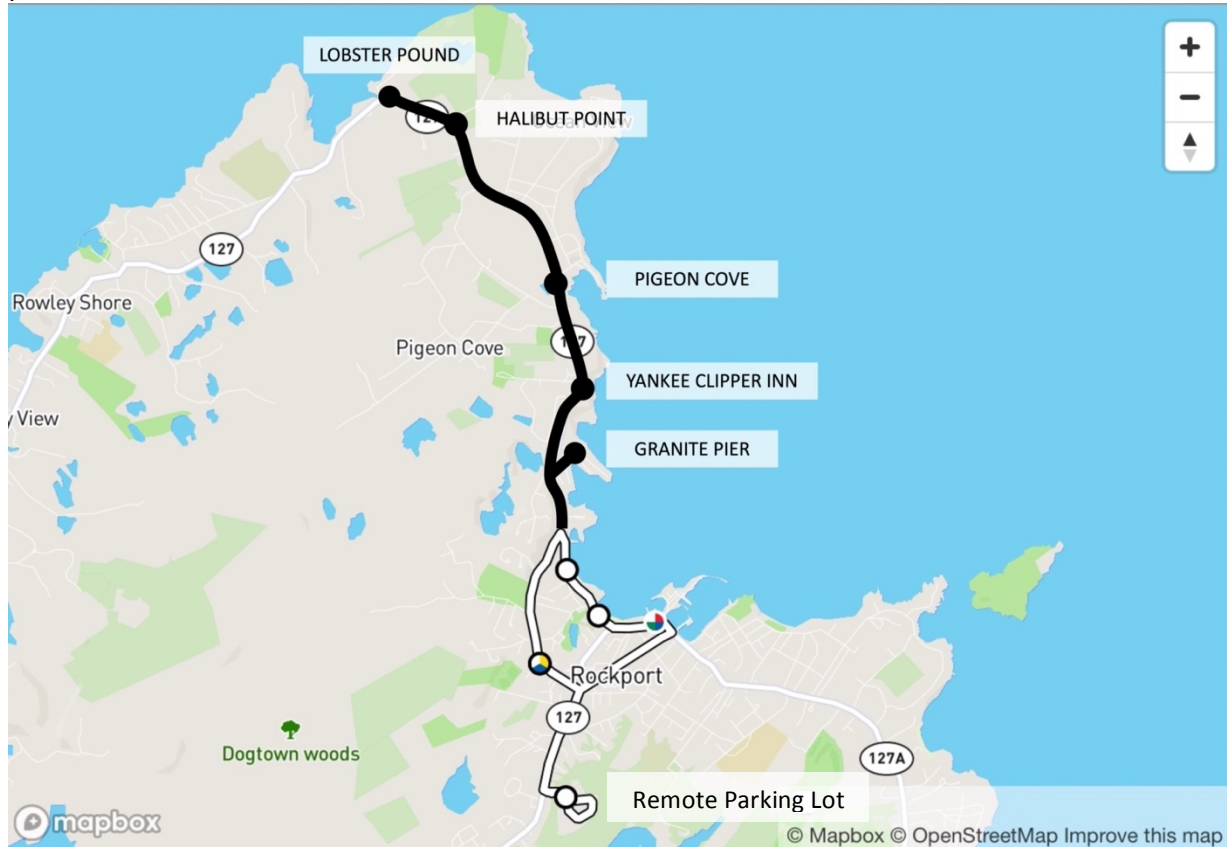 LOBSTER POUND
127
HALIBUT POINT
PIGEON COVE
127
Rowley Shore
Pigeon Cove
127
YANKEE CLIPPER INN
View
GRANITE PIER
Rockport
127
Dogtown woods
127A
Remote Parking Lot
mapbox
© Mapbox © OpenStreetMap Improve this map